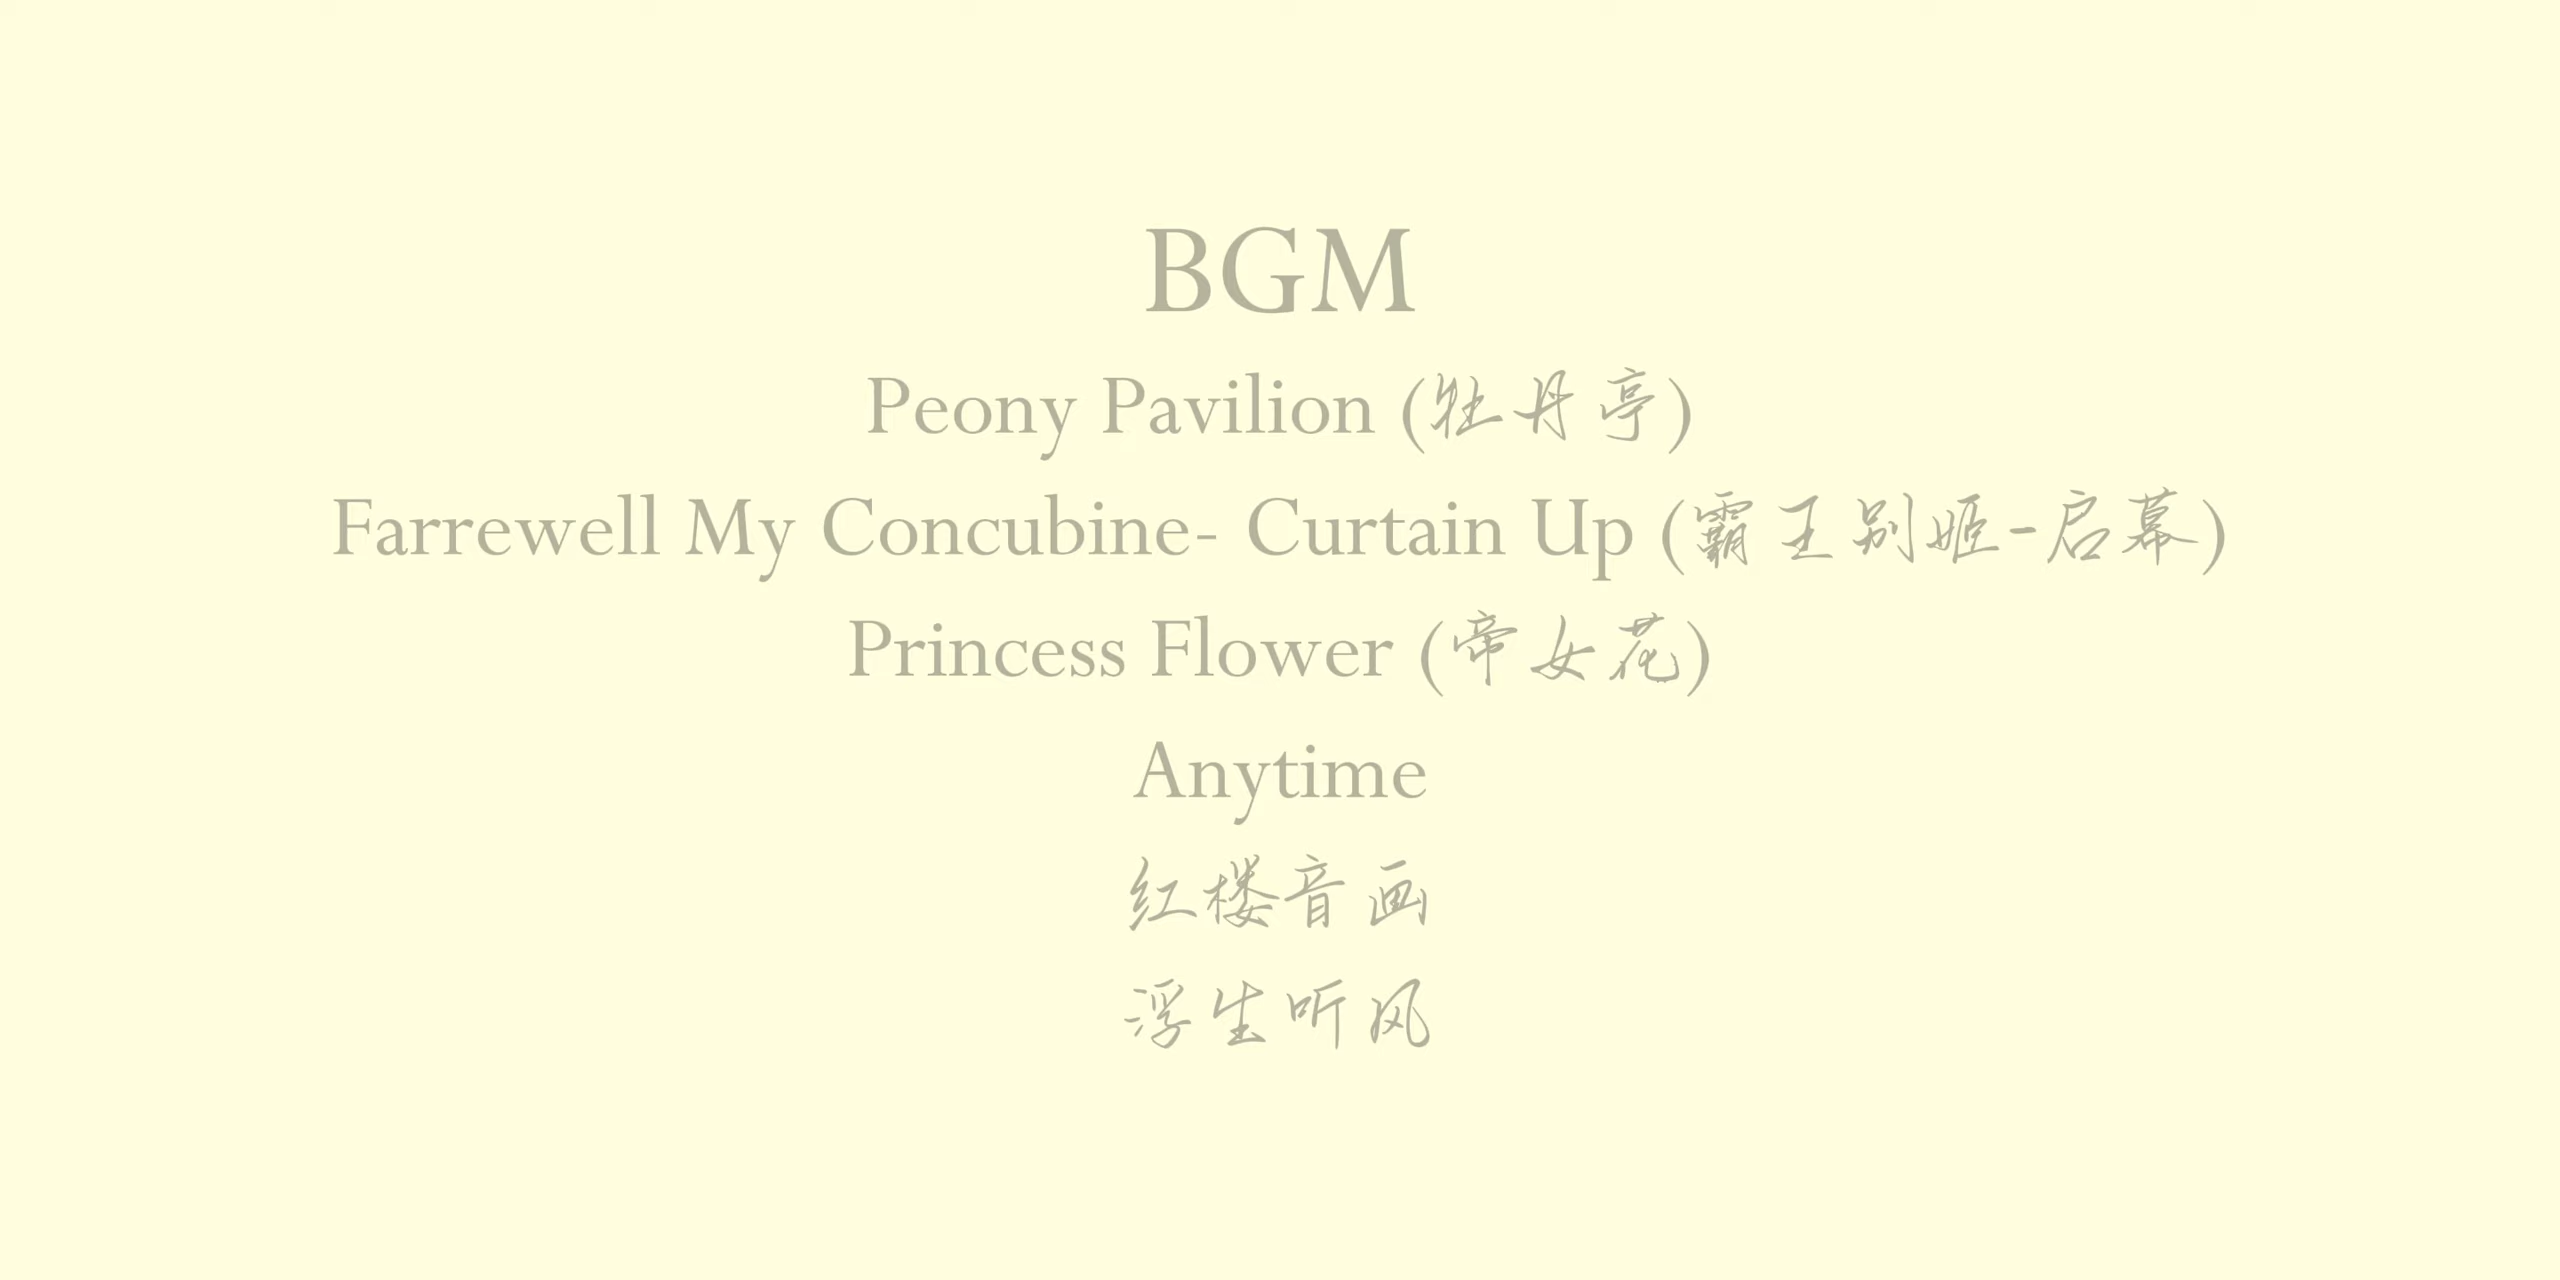 BGM
Peony Pavilion (牡丹亭)
Farrewell My Concubine- Curtain Up (霸王别姬-启幕)
Princess Flower (帝女花)
Anytime
红楼音画
浮生听风